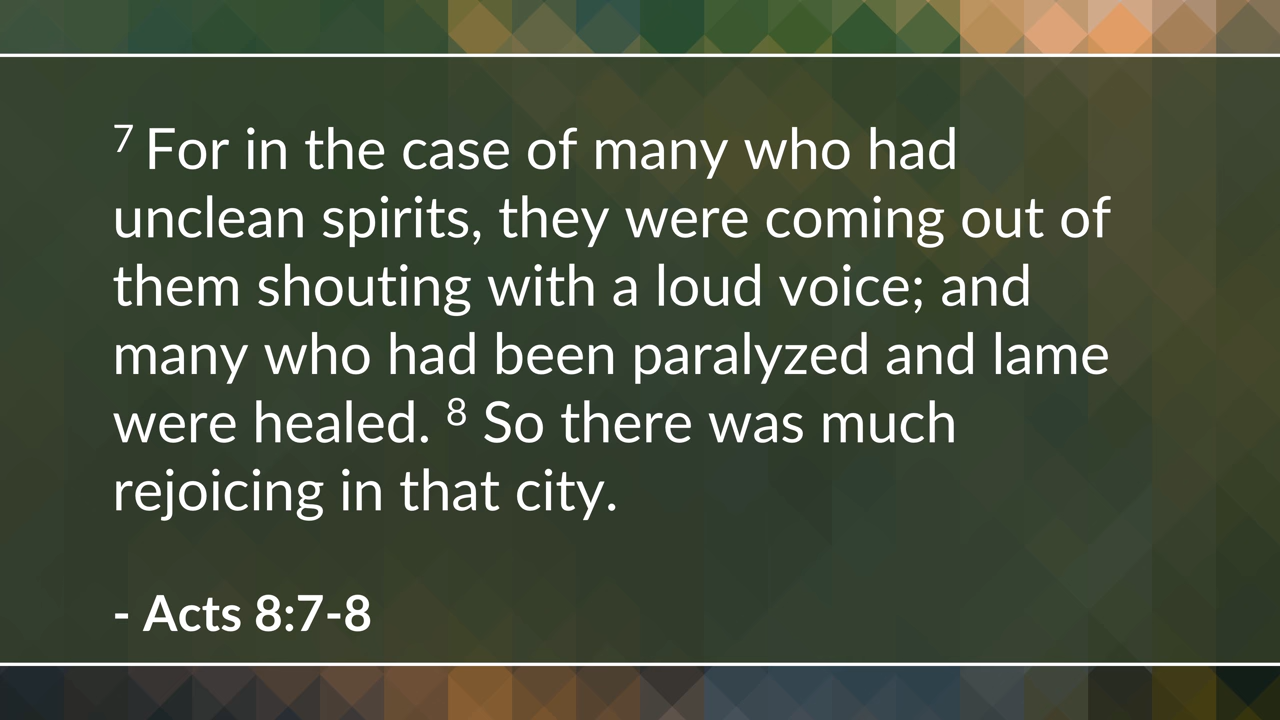 7 For in the case of many who had
unclean spirits, they were coming out of
them shouting with a loud voice; and
many who had been paralyzed and lame
were healed. 8 So there was much
rejoicing in that city.
- Acts 8:7-8